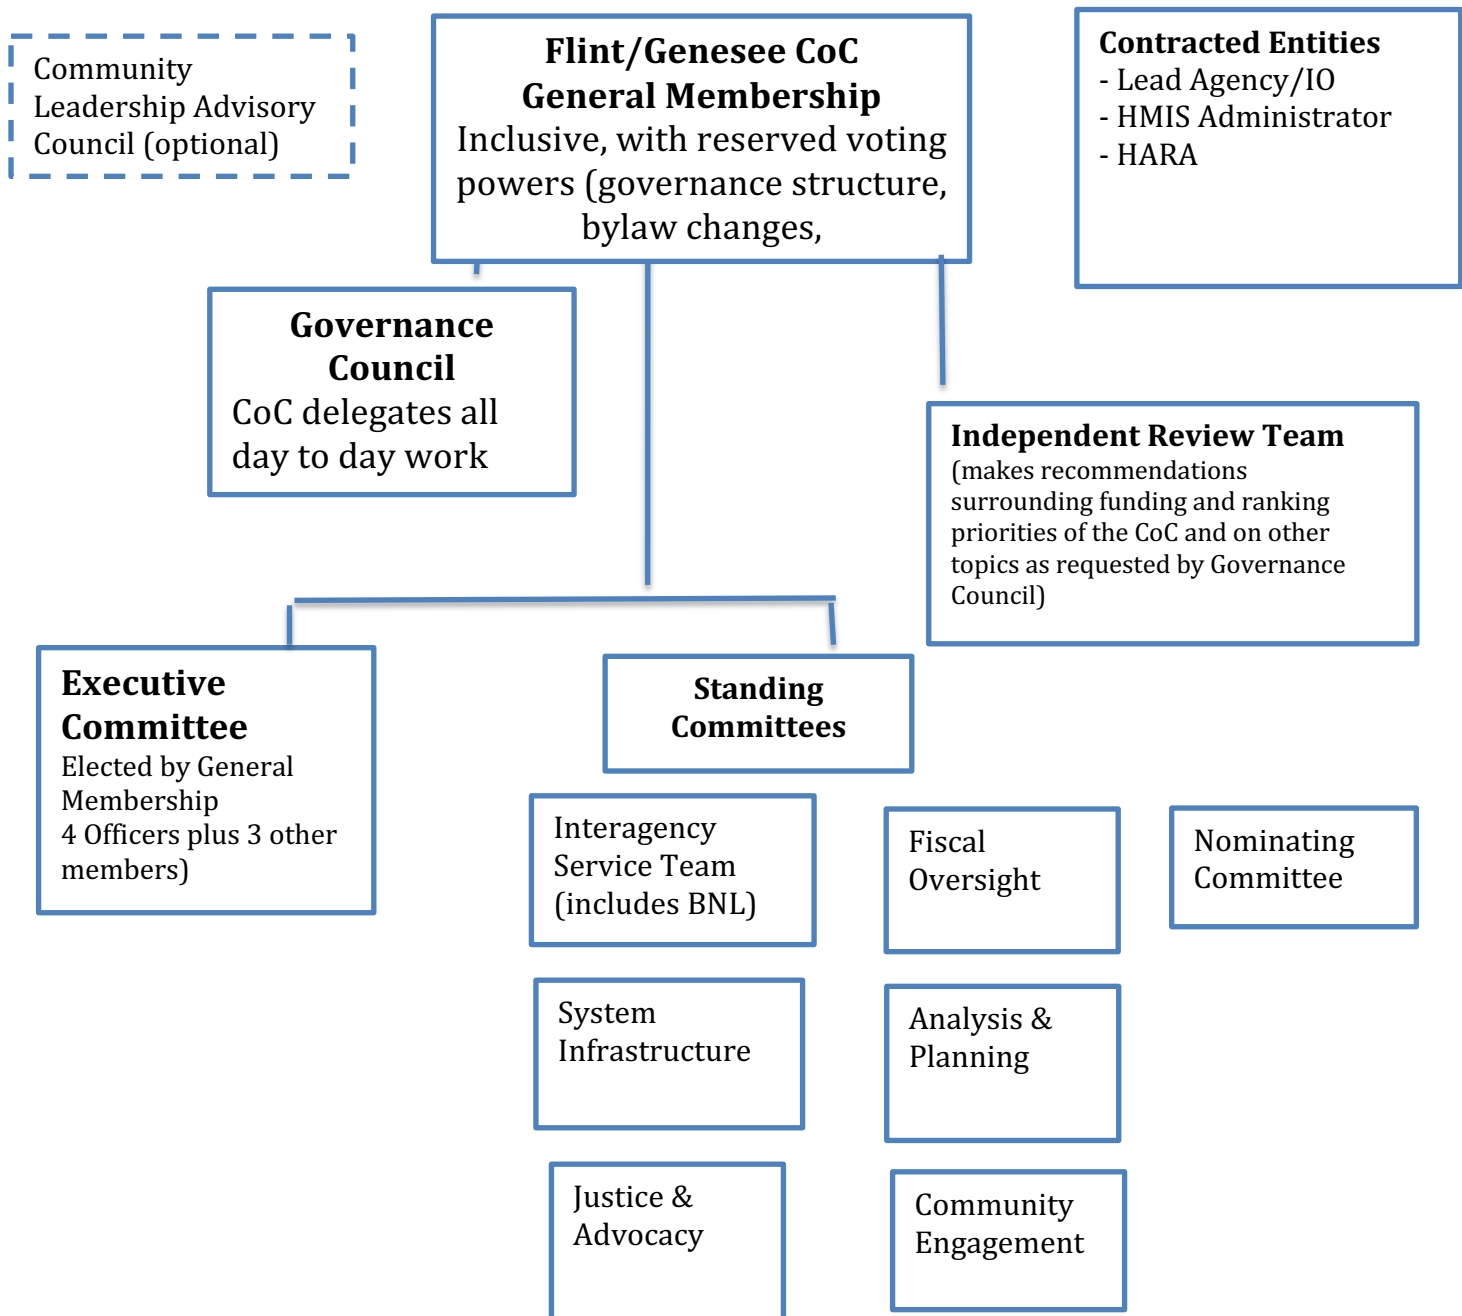 Community
Leadership Advisory
Council (optional)
Flint/Genesee CoC
General Membership
Inclusive, with reserved voting
powers (governance structure,
bylaw changes,
Contracted Entities
- Lead Agency/IO
- HMIS Administrator
- HARA
Governance
Council
CoC delegates all
day to day work
Independent Review Team
(makes recommendations
surrounding funding and ranking
priorities of the CoC and on other
topics as requested by Governance
Council)
Executive
Committee
Elected by General
Membership
4 Officers plus 3 other
members)
Standing
Committees
Interagency
Service Team
(includes BNL)
Fiscal
Oversight
Nominating
Committee
System
Infrastructure
Analysis &
Planning
Justice &
Advocacy
Community
Engagement